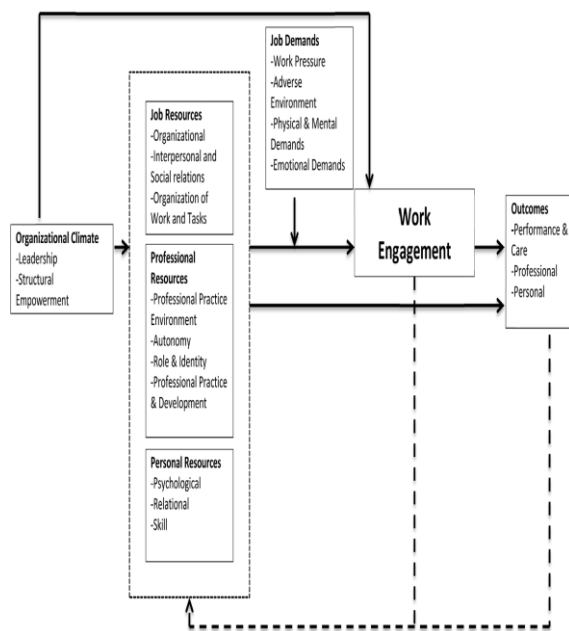 Job Demands
-Work Pressure
-Adverse
Environment
-Physical & Mental
Demands
-Emotional Demands
Job Resources
-Organizational
-Interpersonal and
Social relations
-Organization of
Work and Tasks
Organizational Climate
-Leadership
-Structural
Empowerment
Professional
Resources
-Professional Practice
Environment
-Autonomy
-Role & Identity
-Professional Practice
& Development
Personal Resources
-Psychological
-Relational
-Skill
Work
Engagement
Outcomes
-Performance &
Care
-Professional
-Personal